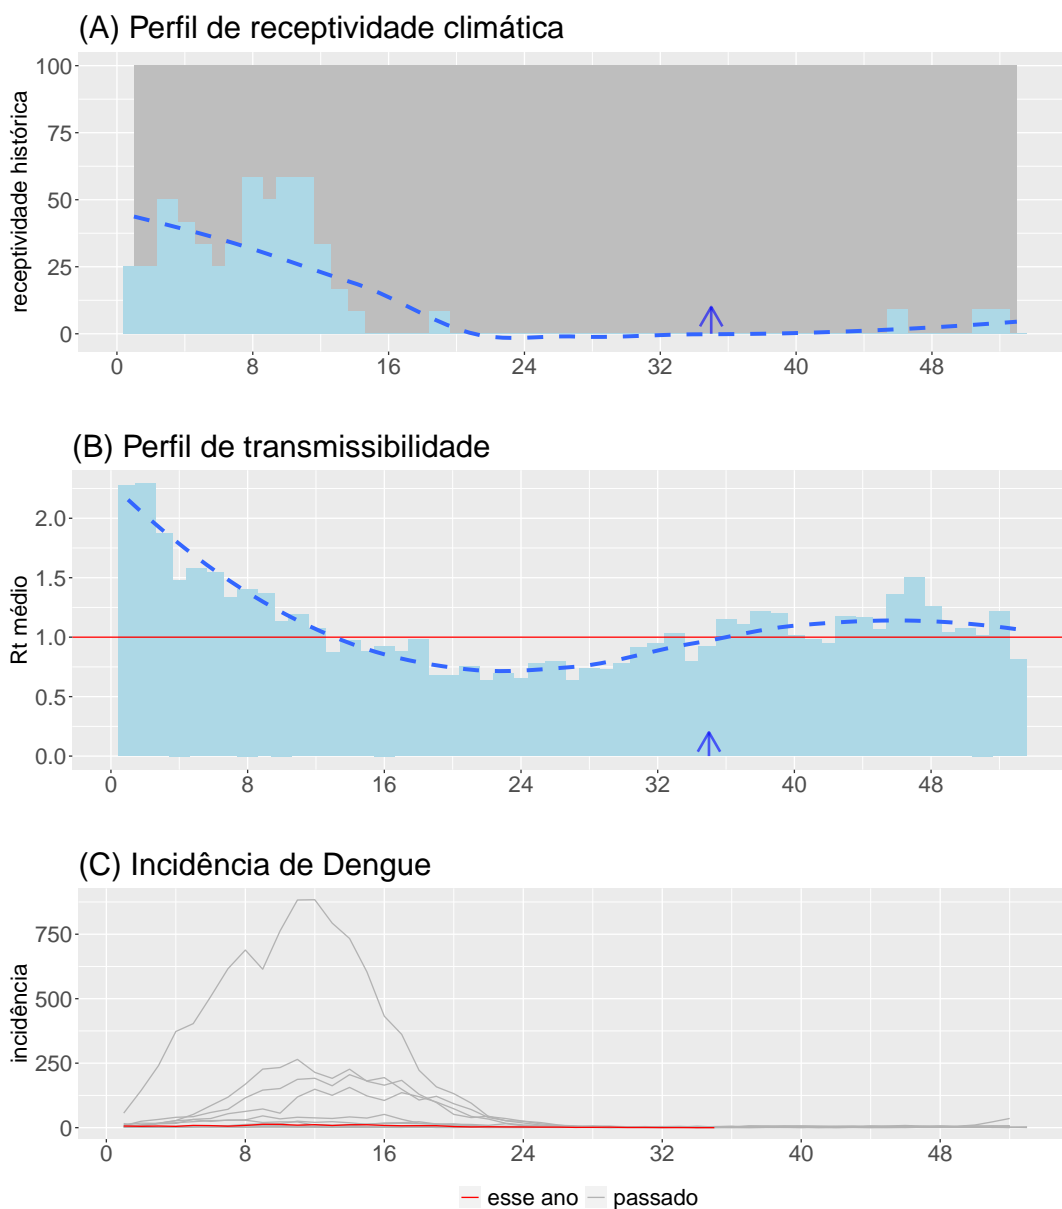 (A) Perfil de receptividade climática
receptividade histórica
100
75
50
25
0
0 8 16 24 32 40 48
(B) Perfil de transmissibilidade
Rt médio
2.0
1.5
1.0
0.5
0.0
0 8 16 24 32 40 48
(C) Incidência de Dengue
incidência
750
500
250
0
0 8 16 24 32 40 48
esse ano passado